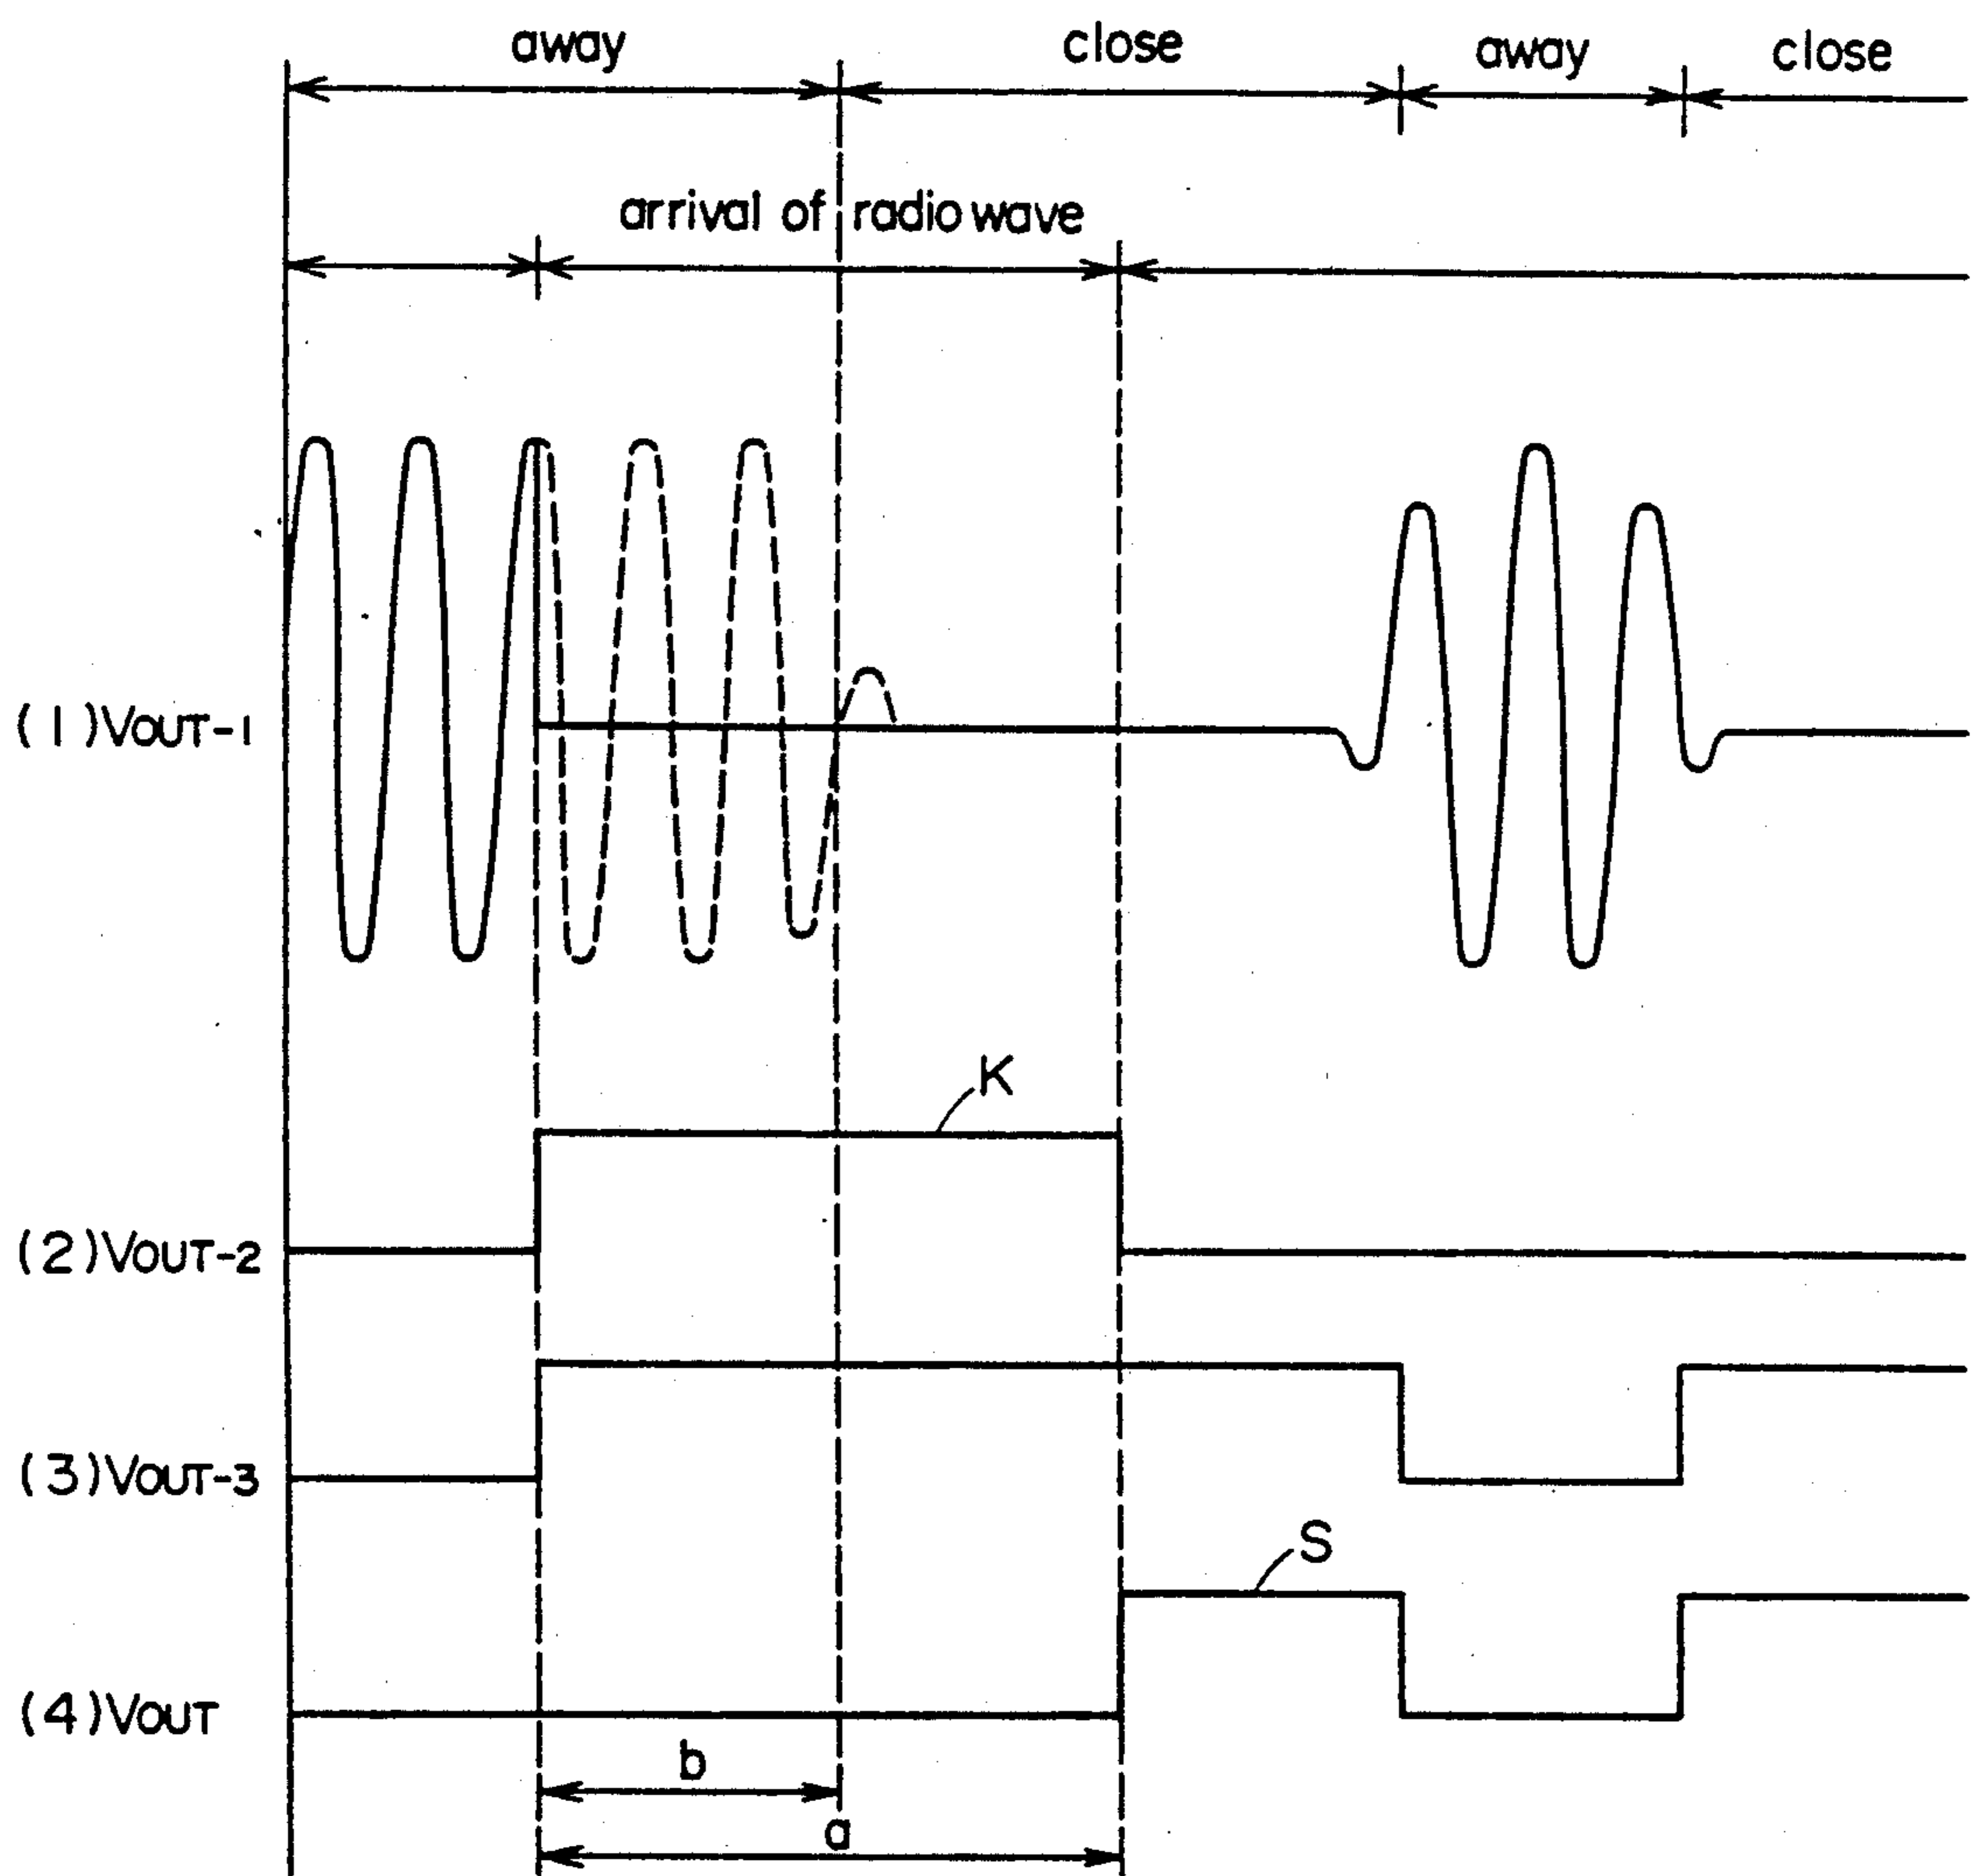 away close away close
arrival of radio wave
(1)VOUT-1
K
(2)VOUT-2
(3)VOUT-3
S
(4)VOUT
b
a